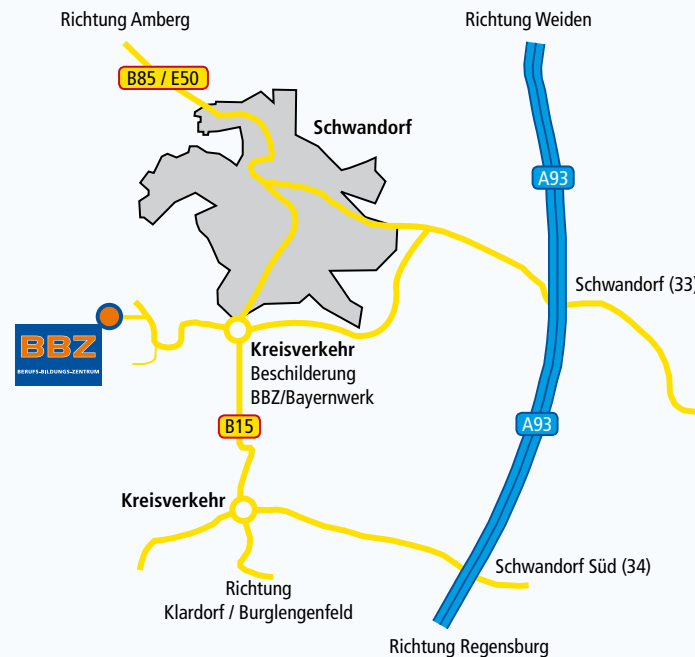 Richtung Amberg
Richtung Weiden
B85 / E50
Schwandorf
A93
Schwandorf (33)
BBZ
BERUFS-BILDUNGS-ZENTRUM
Kreisverkehr
Beschilderung
BBZ/Bayernwerk
B15
A93
Kreisverkehr
Schwandorf Süd (34)
Richtung
Klardorf / Burglengenfeld
Richtung Regensburg